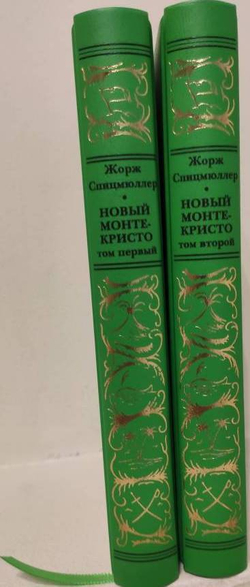 Жорж
Спицмюллер
•
НОВЫЙ
МОНТЕ-
КРИСТО
том первый
Жорж
Спицмюллер
•
НОВЫЙ
МОНТЕ-
КРИСТО
том второй